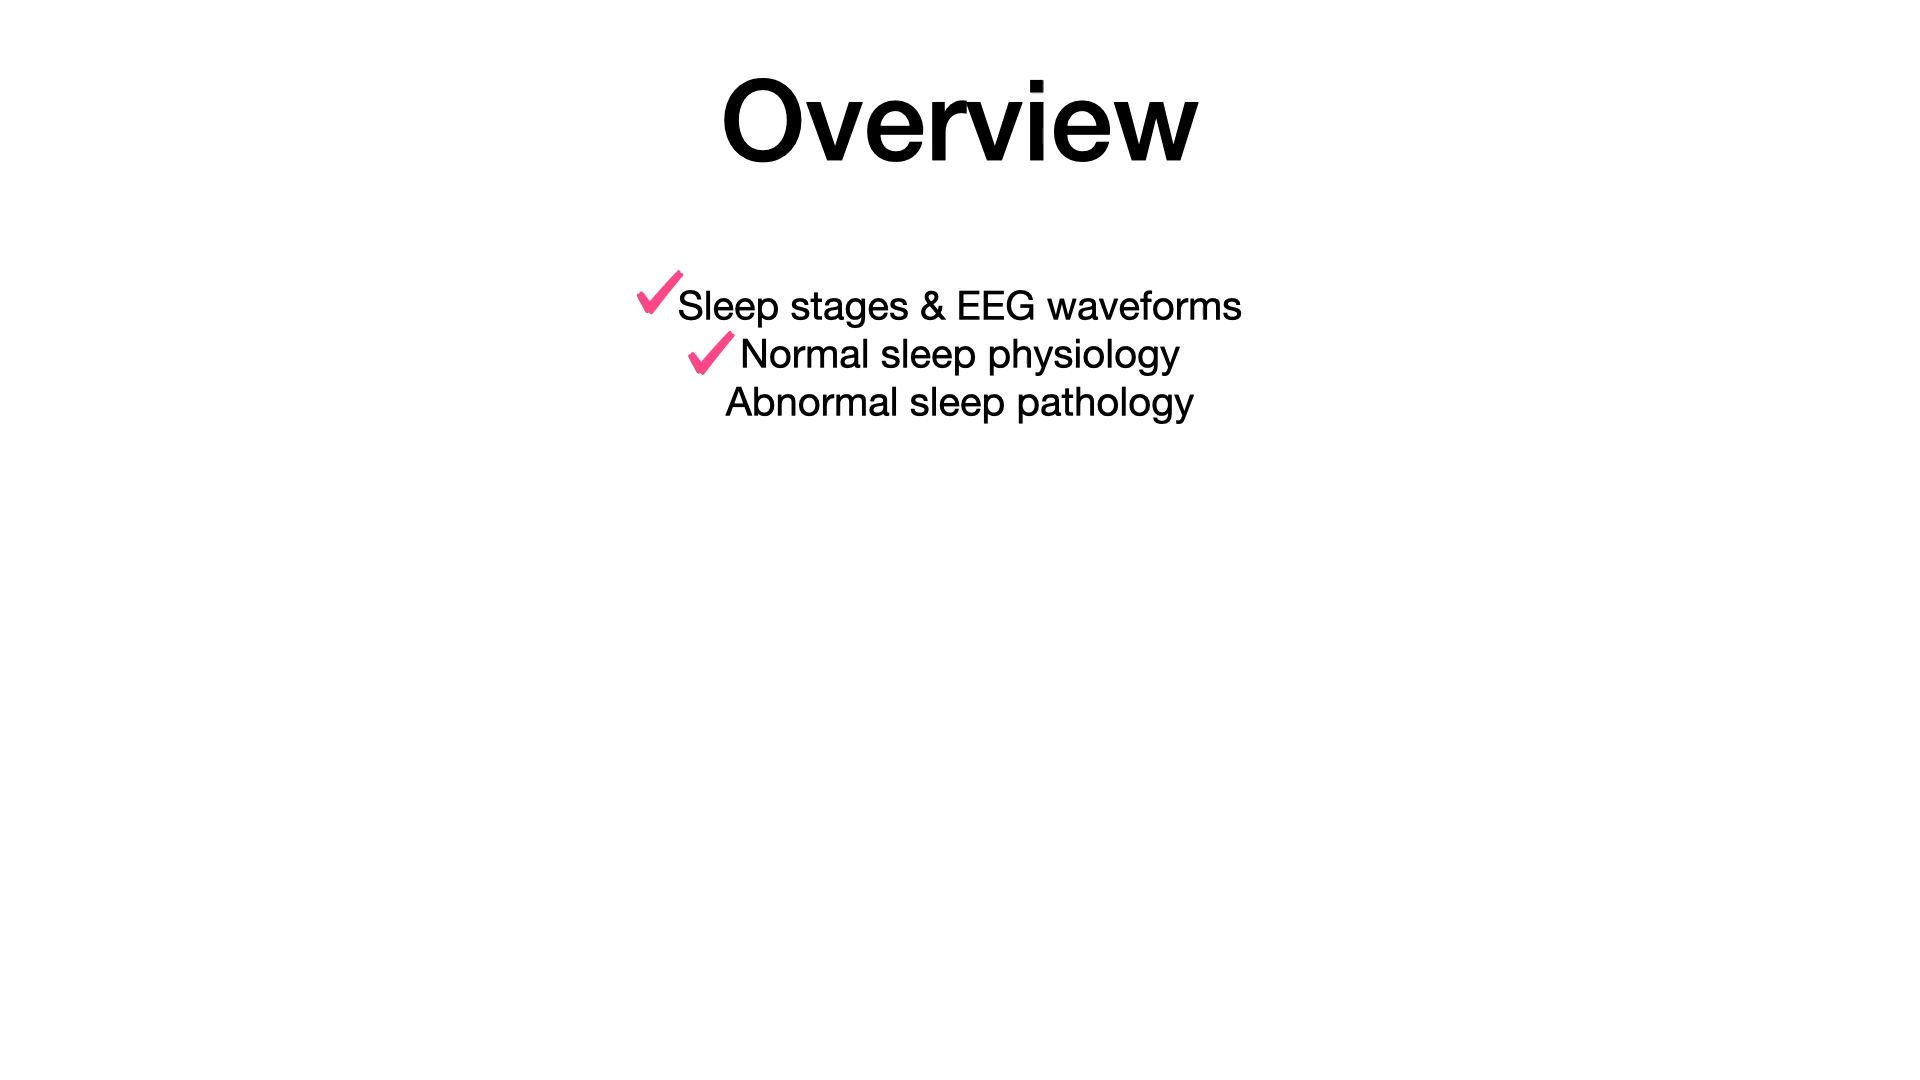 Overview
✓Sleep stages & EEG waveforms
✓Normal sleep physiology
Abnormal sleep pathology